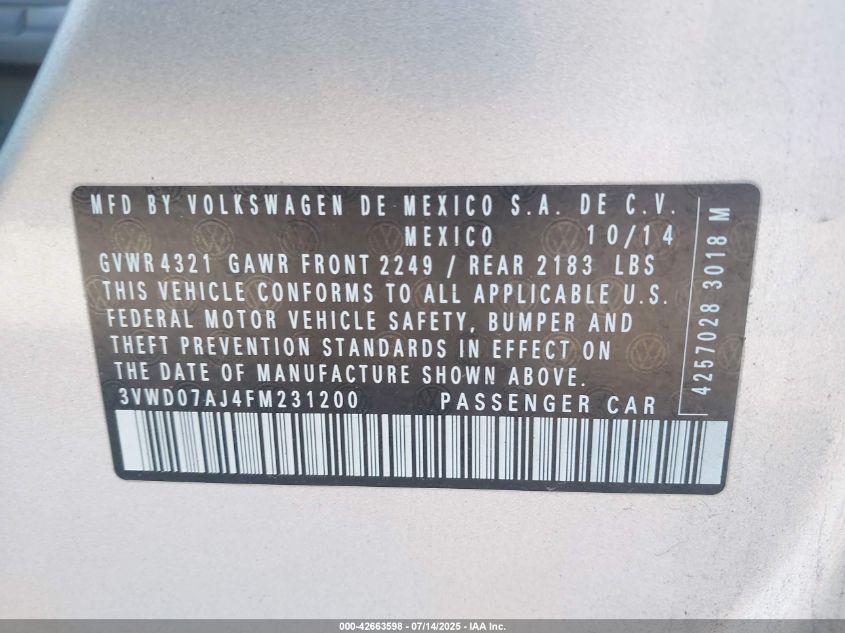 MFD BY VOLKSWAGEN DE MEXICO S.A. DE C.V.
MEXICO 10/14
GVWR 4321 GAWR FRONT 2249 / REAR 2183 LBS
THIS VEHICLE CONFORMS TO ALL APPLICABLE U.S.
FEDERAL MOTOR VEHICLE SAFETY, BUMPER AND
THEFT PREVENTION STANDARDS IN EFFECT ON
THE DATE OF MANUFACTURE SHOWN ABOVE.
3VWD07AJ4FM231200 PASSENGER CAR
4257028 3018 M
000-42663598 - 07/14/2025 - IAA Inc.